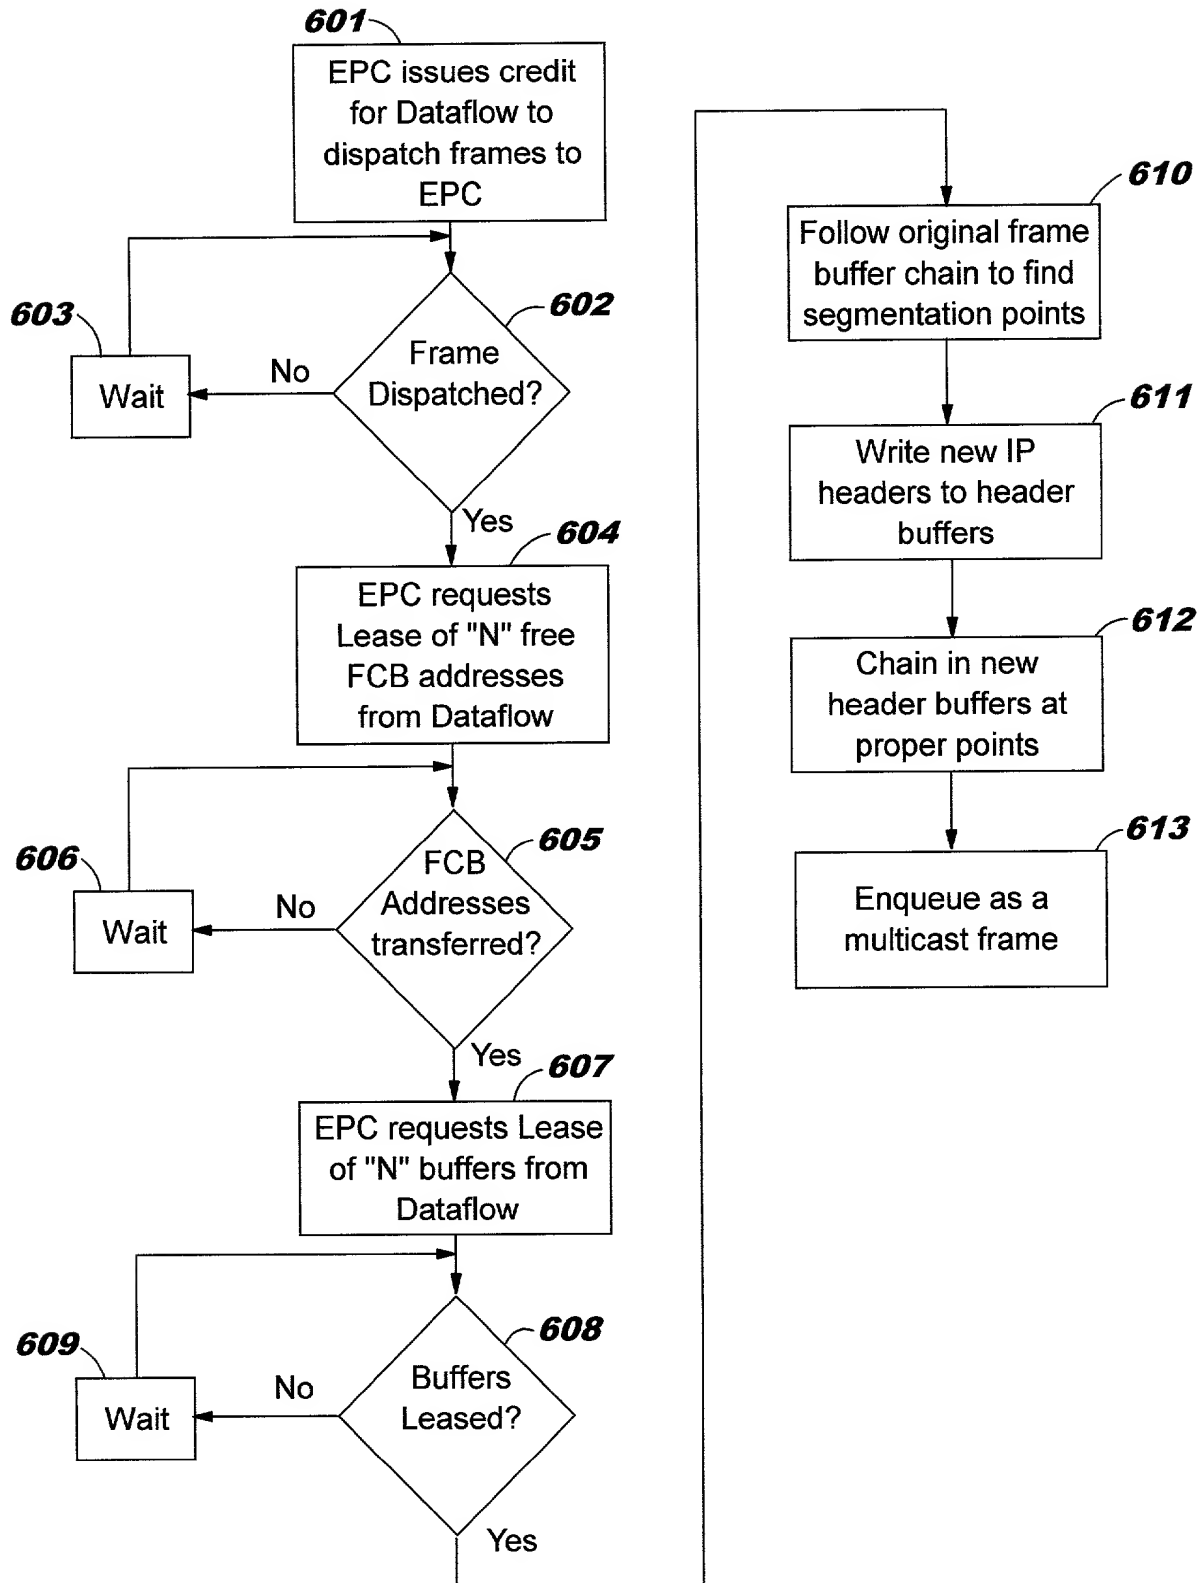 601
EPC issues credit
for Dataflow to
dispatch frames to
EPC
602
Frame
Dispatched?
No
603
Wait
Yes
604
EPC requests
Lease of "N" free
FCB addresses
from Dataflow
605
FCB
Addresses
transferred?
No
606
Wait
Yes
607
EPC requests Lease
of "N" buffers from
Dataflow
608
Buffers
Leased?
No
609
Wait
Yes
610
Follow original frame
buffer chain to find
segmentation points
611
Write new IP
headers to header
buffers
612
Chain in new
header buffers at
proper points
613
Enqueue as a
multicast frame